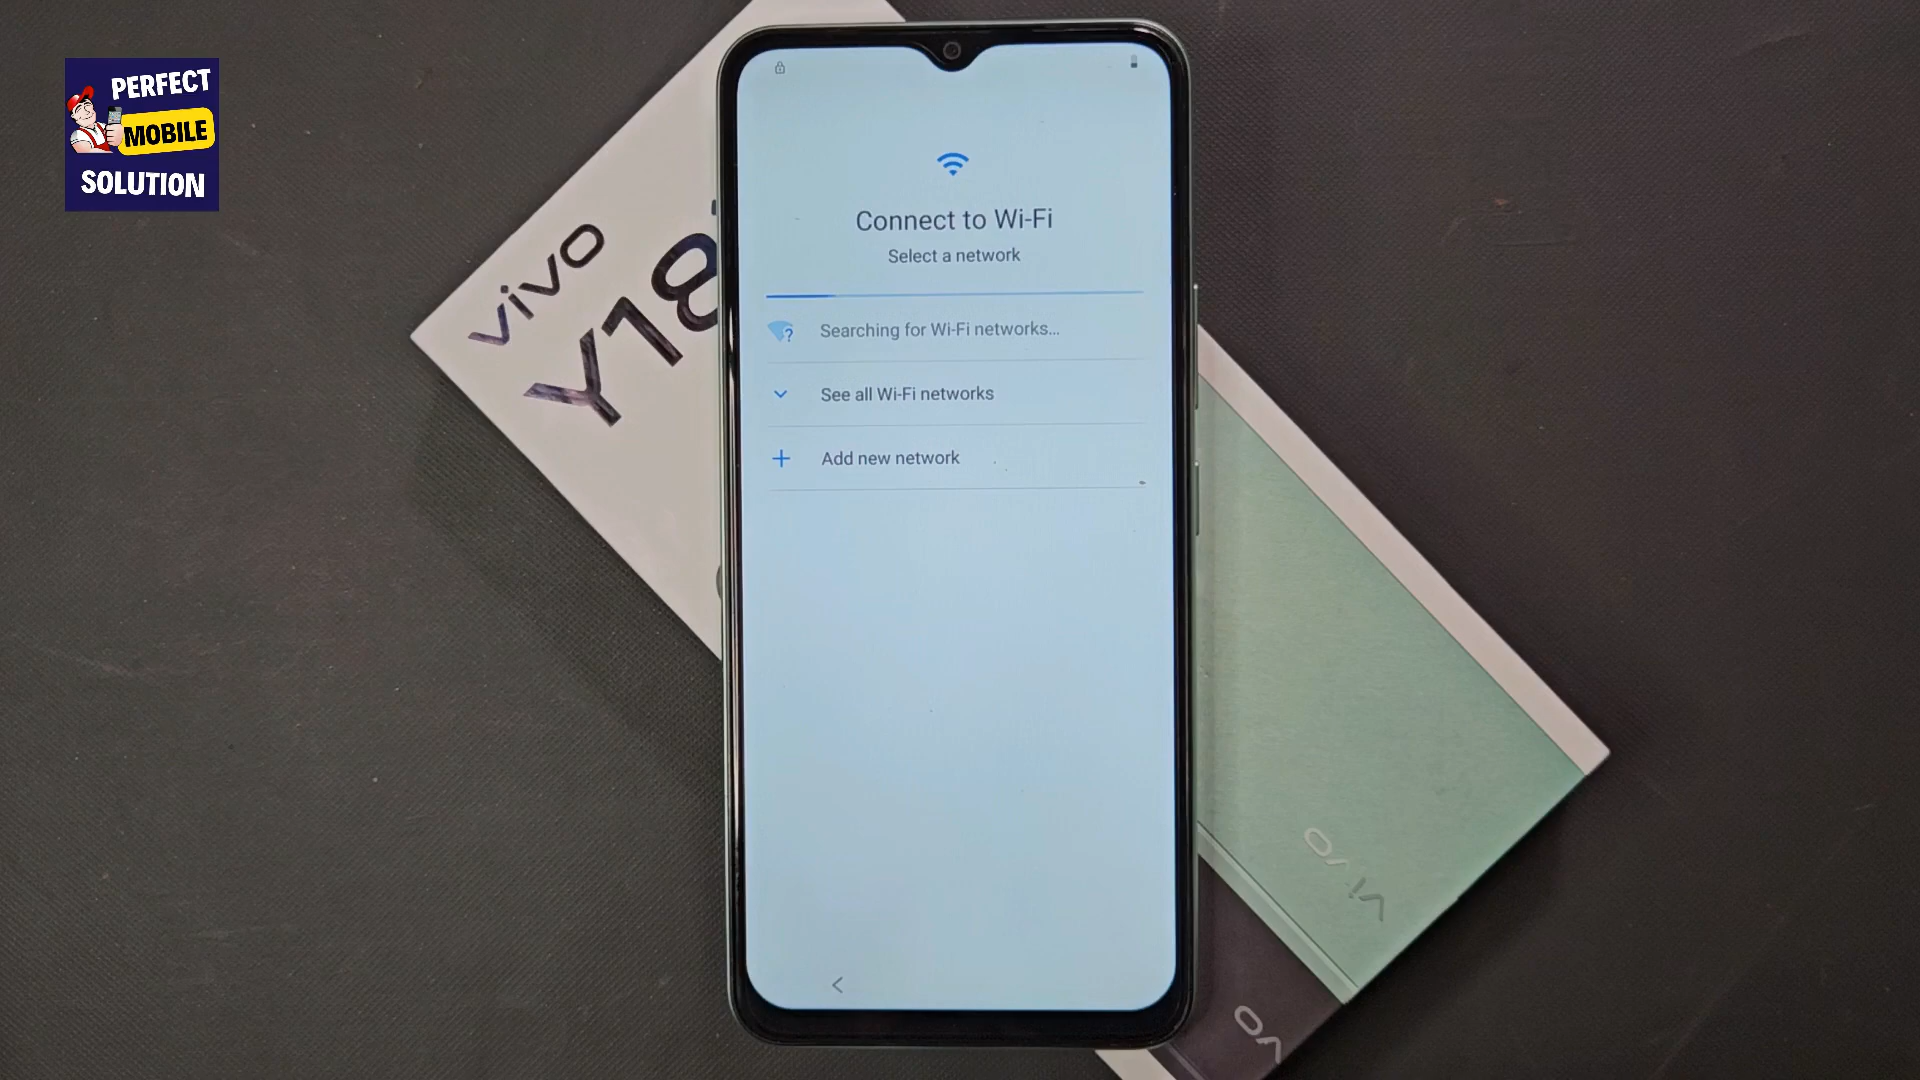 PERFECT
MOBILE
SOLUTION
vivo
Y18
Connect to Wi-Fi
Select a network
Searching for Wi-Fi networks...
See all Wi-Fi networks
Add new network
vivo